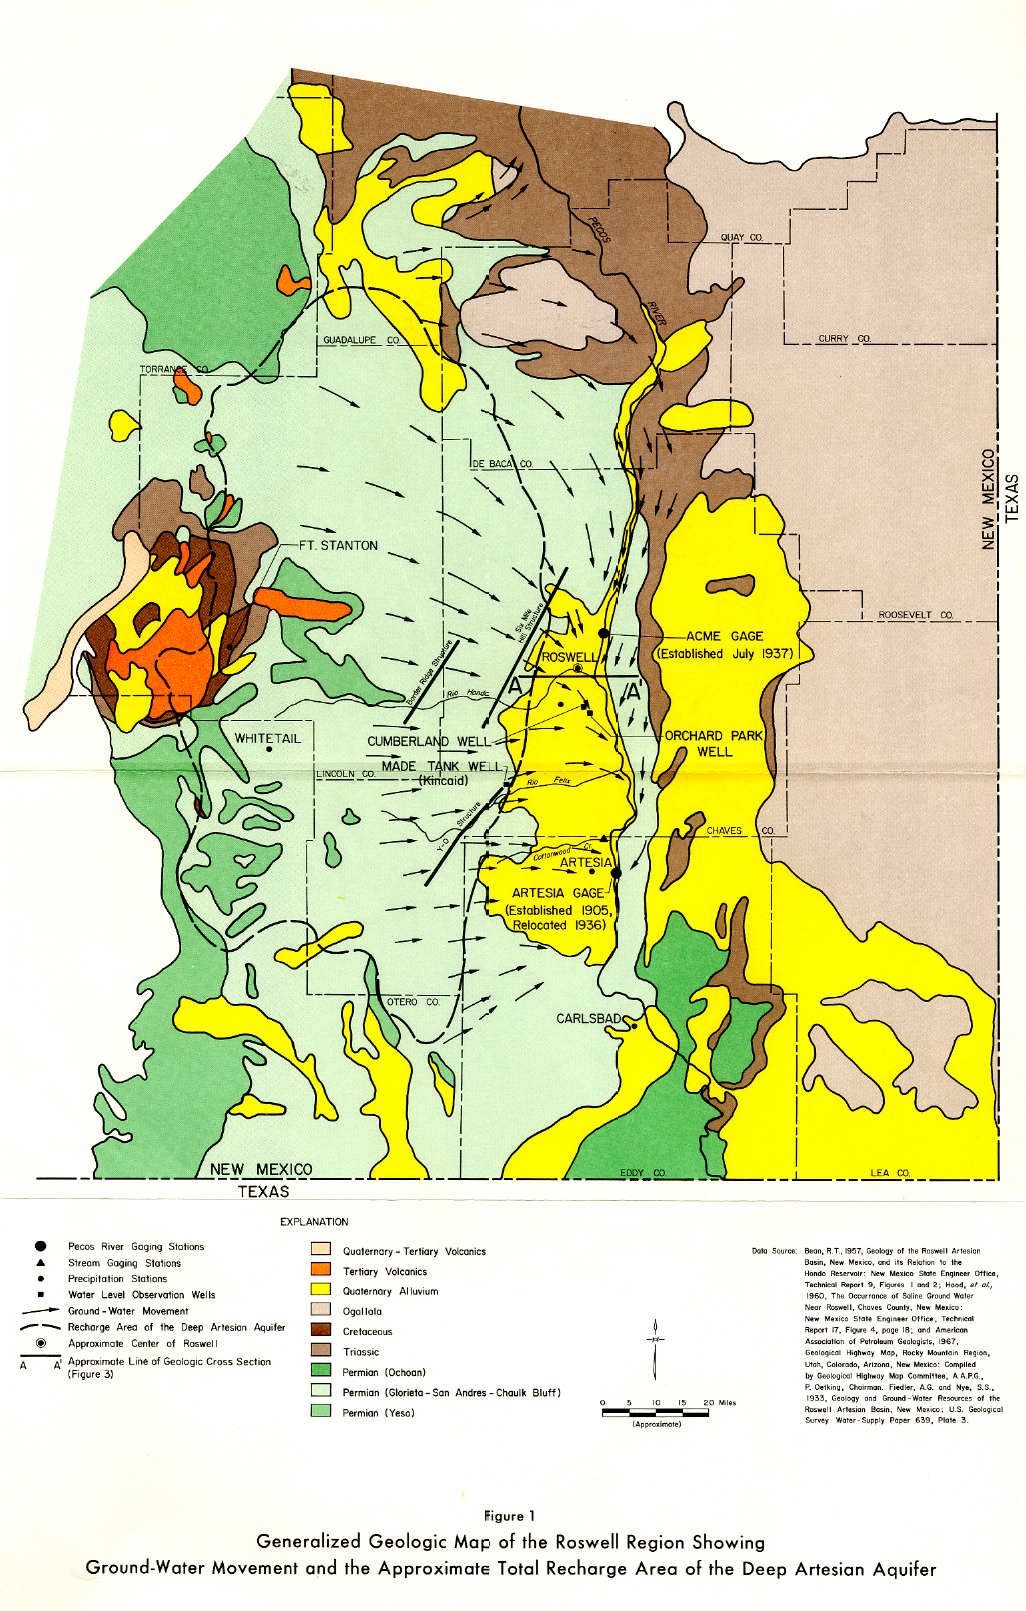 PECOS
RIVER
QUAY CO.
GUADALUPE CO.
CURRY CO.
TORRANCE CO.
DE BACA CO.
NEW MEXICO
TEXAS
FT. STANTON
Six Mile
Hill Structure
ROOSEVELT CO.
ACME GAGE
(Established July 1937)
ROSWELL
Border Ridge Structure
A
A'
Rio Hondo
WHITETAIL
CUMBERLAND WELL
ORCHARD PARK
WELL
MADE TANK WELL
(Kincaid)
LINCOLN CO.
Rio Felix
Y-O Structure
CHAVES CO.
Cottonwood Cr.
ARTESIA
ARTESIA GAGE
(Established 1905,
Relocated 1936)
OTERO CO.
CARLSBAD
NEW MEXICO
TEXAS
EDDY CO.
LEA CO.
EXPLANATION
Pecos River Gaging Stations
Stream Gaging Stations
Precipitation Stations
Water Level Observation Wells
Ground-Water Movement
Recharge Area of the Deep Artesian Aquifer
Approximate Center of Roswell
A A' Approximate Line of Geologic Cross Section
(Figure 3)
Quaternary-Tertiary Volcanics
Tertiary Volcanics
Quaternary Alluvium
Ogallala
Cretaceous
Triassic
Permian (Ochoan)
Permian (Glorieta-San Andres-Chaulk Bluff)
Permian (Yeso)
0 5 10 15 20 Miles
(Approximate)
Data Source: Bean, R.T., 1957, Geology of the Roswell Artesian
Basin, New Mexico, and its Relation to the
Hondo Reservoir: New Mexico State Engineer Office,
Technical Report 9, Figures 1 and 2; Hood, et al.,
1960, The Occurrance of Saline Ground Water
Near Roswell, Chaves County, New Mexico:
New Mexico State Engineer Office, Technical
Report 17, Figure 4, page 18; and American
Association of Petroleum Geologists, 1967,
Geological Highway Map, Rocky Mountain Region,
Utah, Colorado, Arizona, New Mexico: Compiled
by Geological Highway Map Committee, A.A.P.G.,
P. Oetking, Chairman. Fiedler, A.G. and Nye, S.S.,
1933, Geology and Ground-Water Resources of the
Roswell Artesian Basin, New Mexico: U.S. Geological
Survey Water-Supply Paper 639, Plate 3.
Figure 1
Generalized Geologic Map of the Roswell Region Showing
Ground-Water Movement and the Approximate Total Recharge Area of the Deep Artesian Aquifer